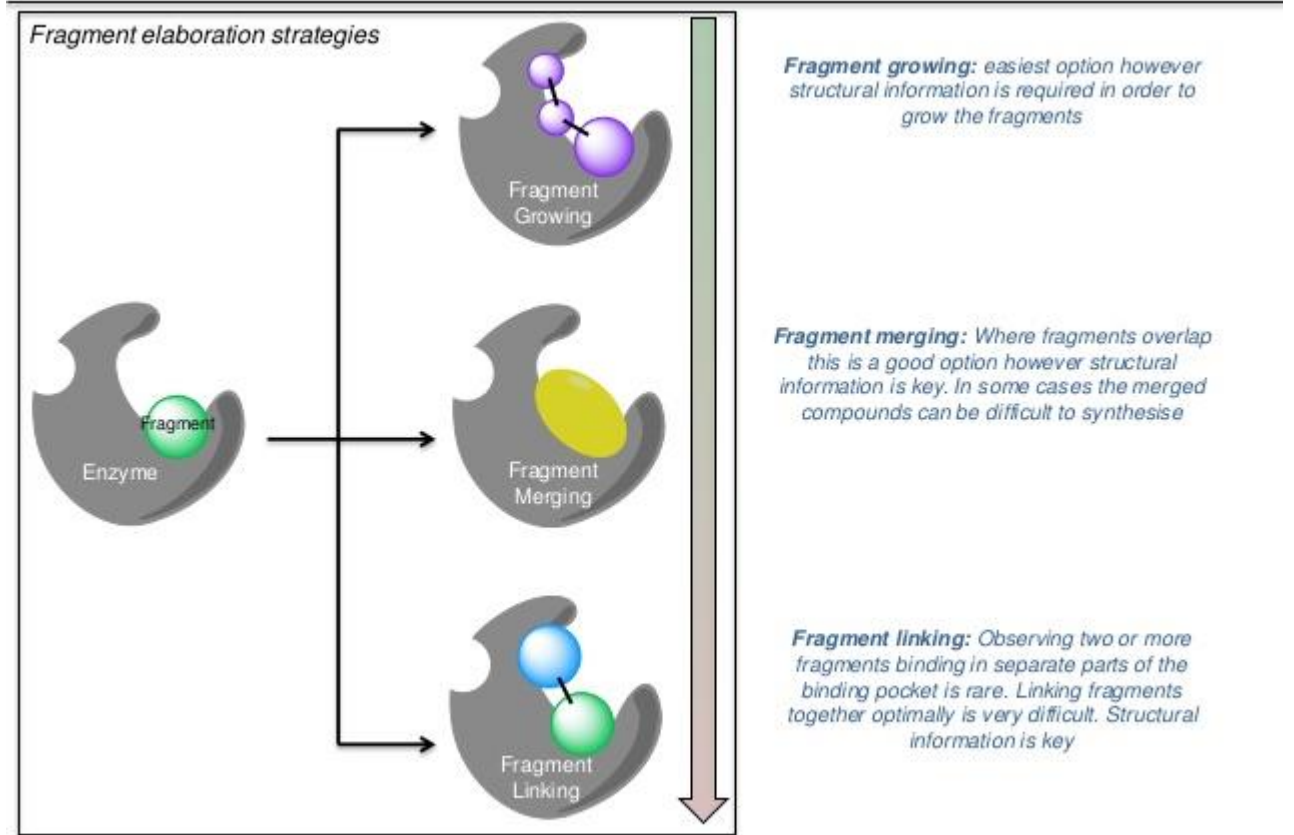 Fragment elaboration strategies
Fragment
Growing
Fragment growing: easiest option however
structural information is required in order to
grow the fragments
Fragment
Enzyme
Fragment
Merging
Fragment merging: Where fragments overlap
this is a good option however structural
information is key. In some cases the merged
compounds can be difficult to synthesise
Fragment
Linking
Fragment linking: Observing two or more
fragments binding in separate parts of the
binding pocket is rare. Linking fragments
together optimally is very difficult. Structural
information is key